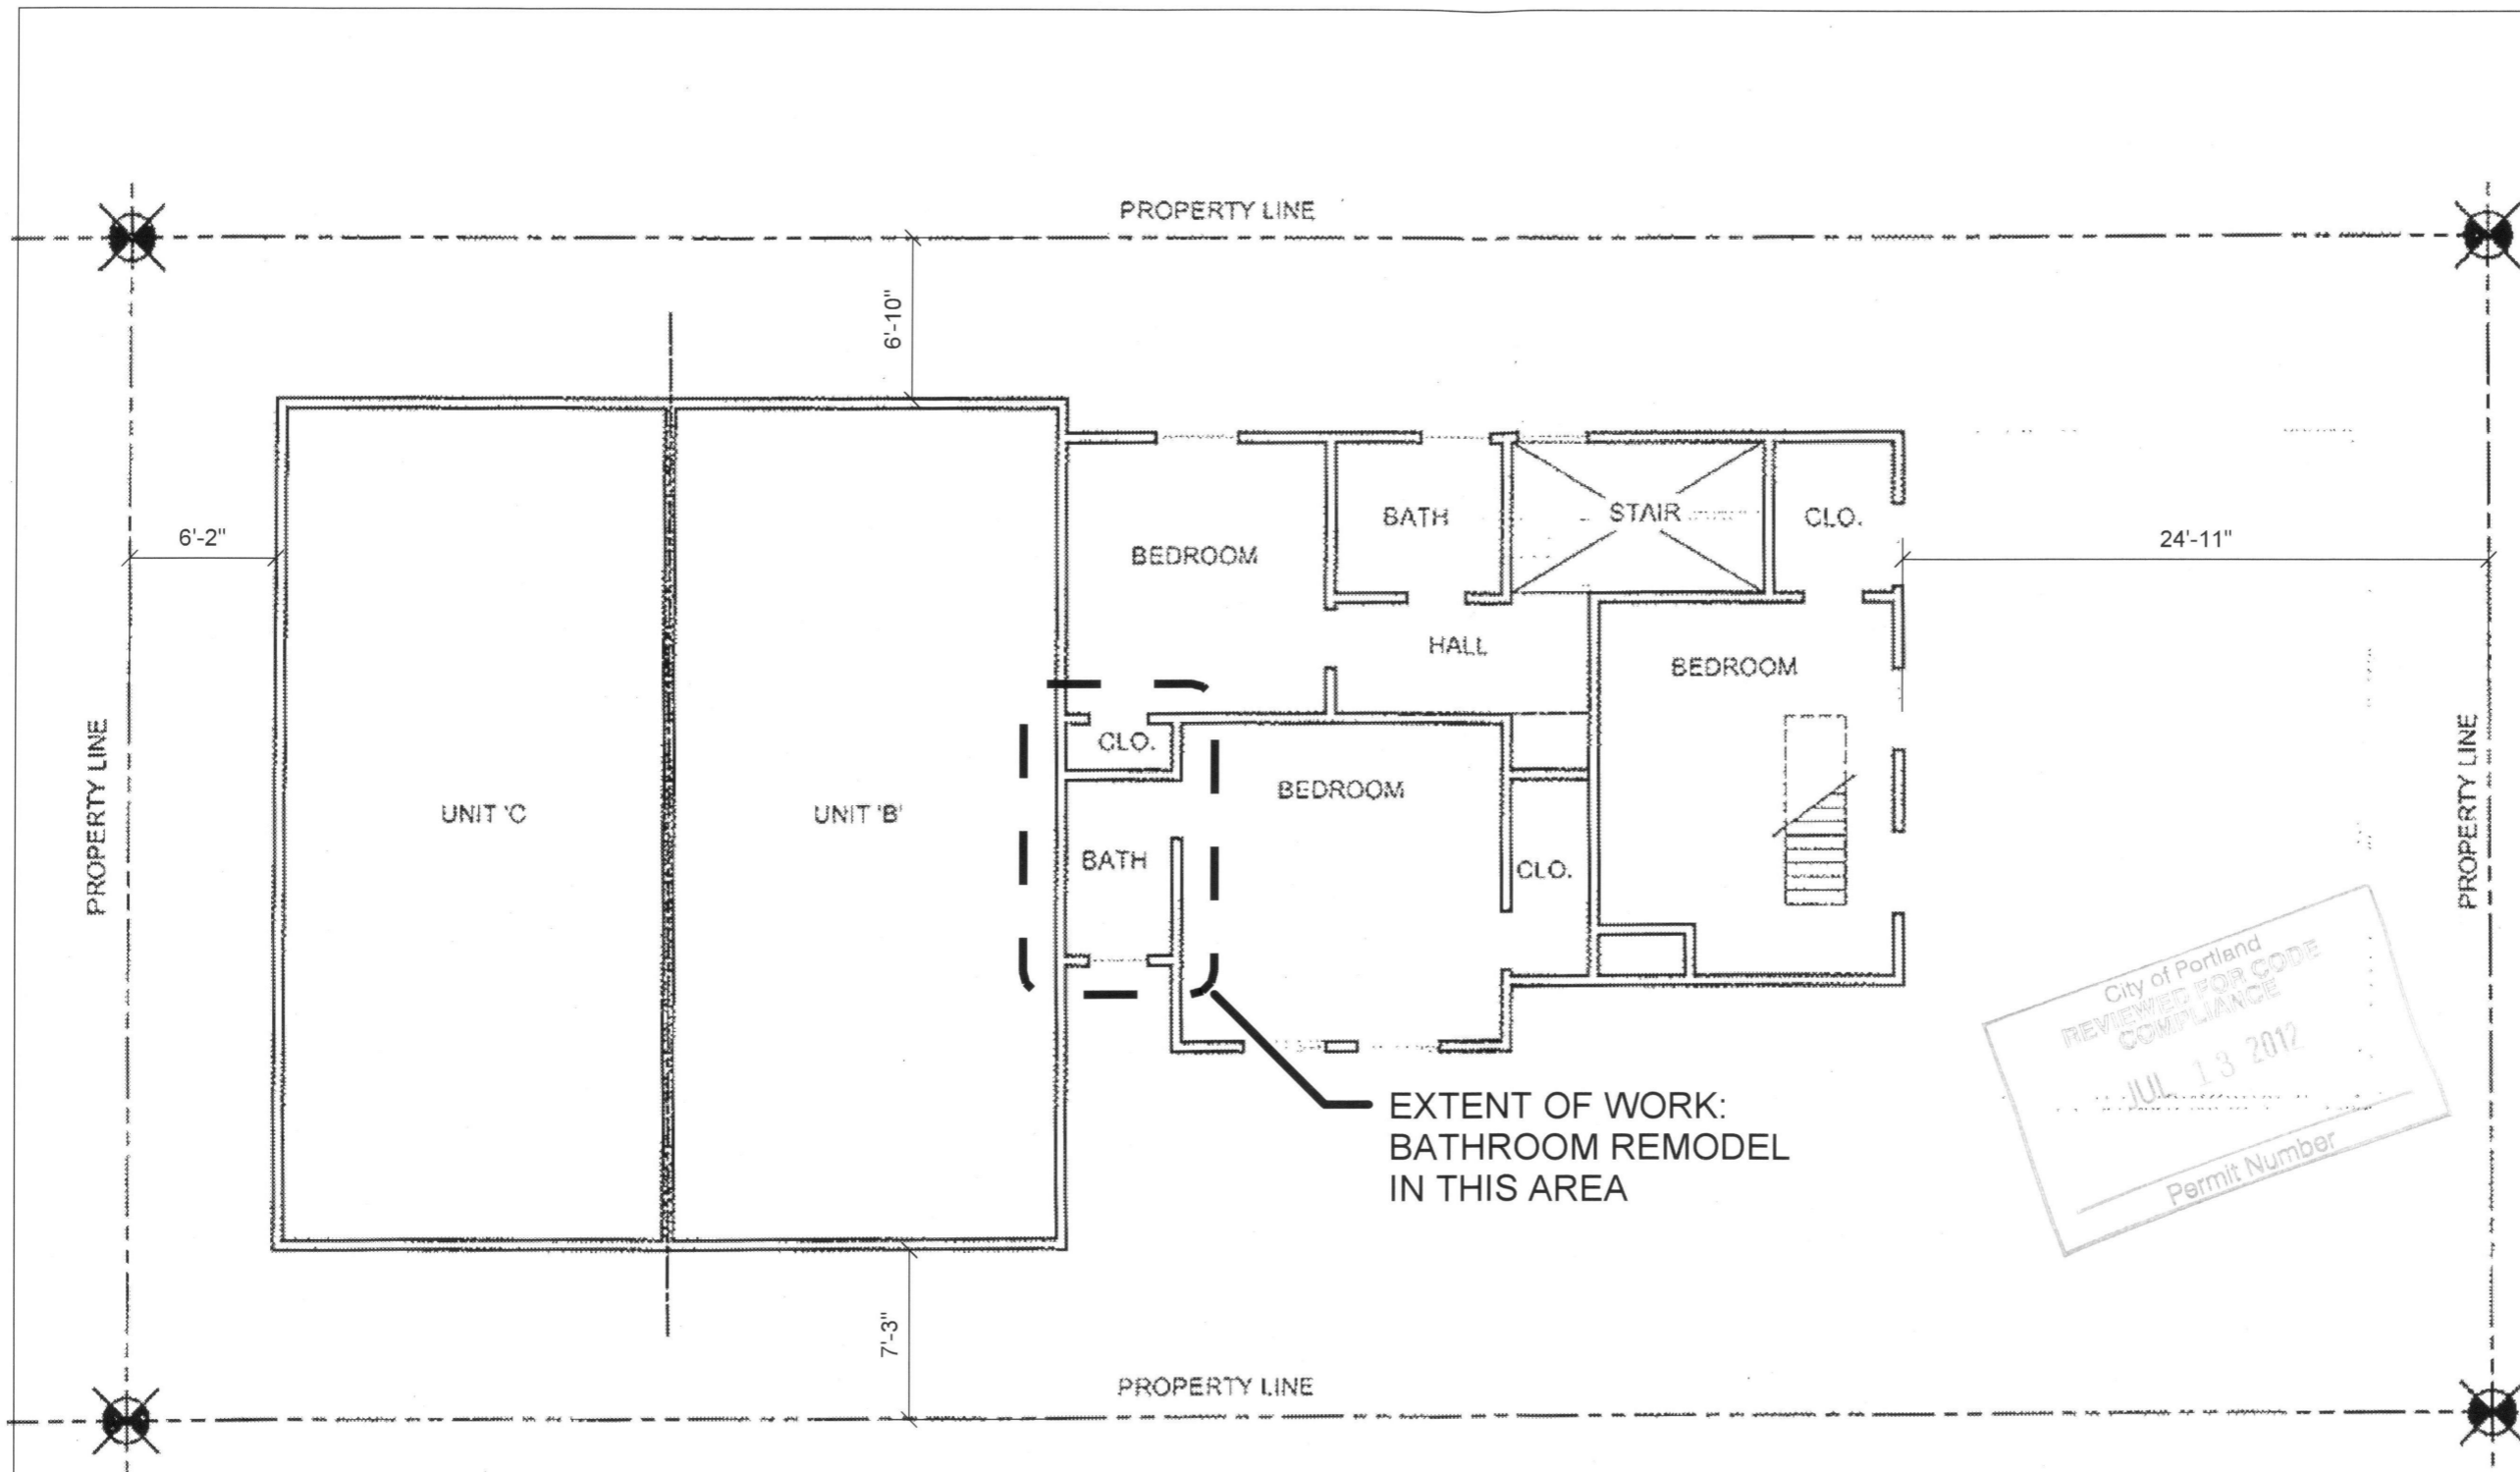 PROPERTY LINE
6'-10"
6'-2"
24'-11"
BEDROOM
BATH
STAIR
CLO.
HALL
BEDROOM
CLO.
BEDROOM
PROPERTY LINE
UNIT 'C
UNIT 'B'
BATH
CLO.
PROPERTY LINE
City of Portland
REVIEWED FOR CODE
COMPLIANCE
JUL 13 2012
Permit Number
EXTENT OF WORK:
BATHROOM REMODEL
IN THIS AREA
7'-3"
PROPERTY LINE